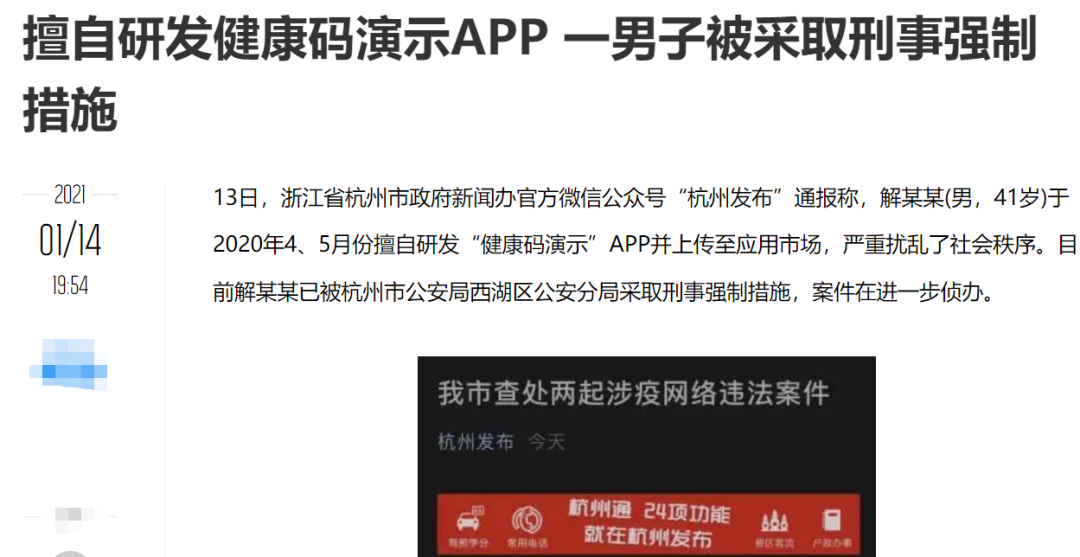 擅自研发健康码演示APP 一男子被采取刑事强制
措施
2021
01/14
19:54
13日，浙江省杭州市政府新闻办官方微信公众号“杭州发布”通报称，解某某(男，41岁)于
2020年4、5月份擅自研发“健康码演示”APP并上传至应用市场，严重扰乱了社会秩序。目
前解某某已被杭州市公安局西湖区公安分局采取刑事强制措施，案件在进一步侦办。
我市查处两起涉疫网络违法案件
杭州发布 今天
杭州通 24项功能
就在杭州发布
驾照学分 常用电话 景区客流 户政办事